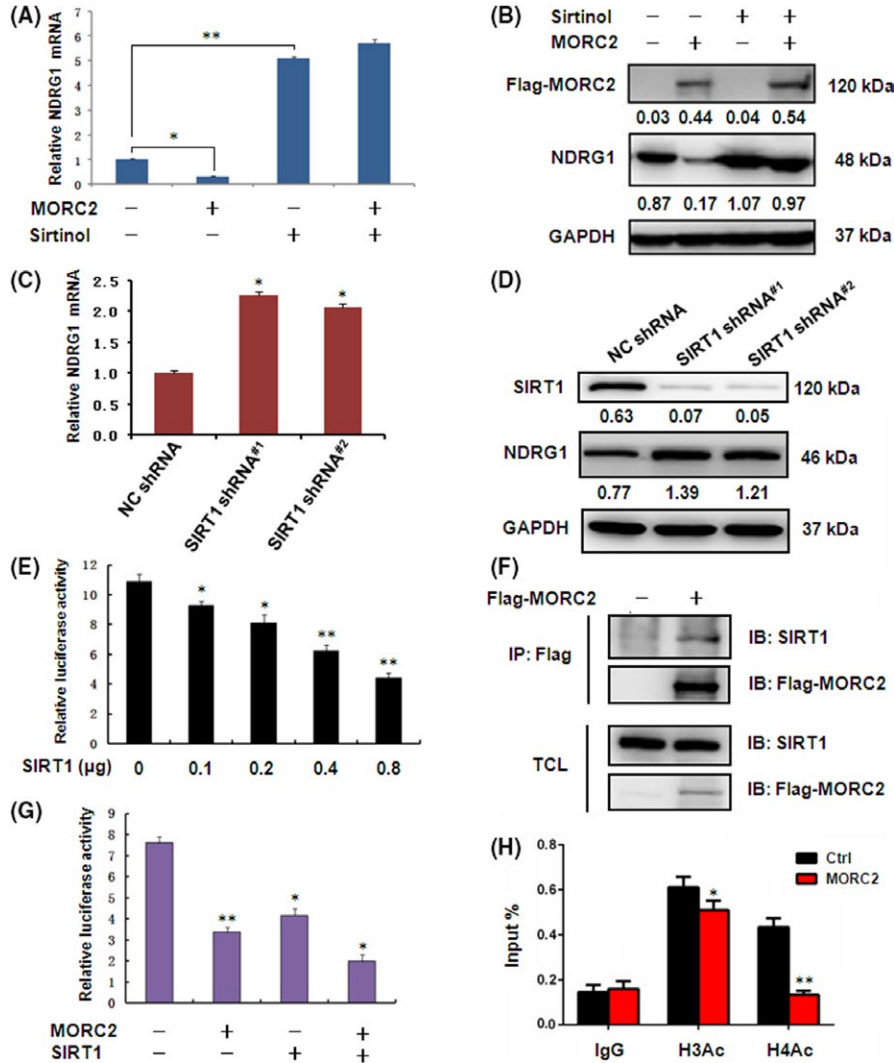 (A)
Relative NDRG1 mRNA
7
6
5
4
3
2
1
0
*
**
MORC2 − + − +
Sirtinol − − + +
(B)
Sirtinol − − + +
MORC2 − + − +
Flag-MORC2 120 kDa
0.03 0.44 0.04 0.54
NDRG1 48 kDa
0.87 0.17 1.07 0.97
GAPDH 37 kDa
(C)
Relative NDRG1 mRNA
2.5
2.0
1.5
1.0
0.5
0.0
* *
NC shRNA
SIRT1 shRNA#1
SIRT1 shRNA#2
(D)
NC shRNA
SIRT1 shRNA#1
SIRT1 shRNA#2
SIRT1 120 kDa
0.63 0.07 0.05
NDRG1 46 kDa
0.77 1.39 1.21
GAPDH 37 kDa
(E)
Relative luciferase activity
12
10
8
6
4
2
0
* * ** **
SIRT1 (µg) 0 0.1 0.2 0.4 0.8
(F)
Flag-MORC2 − +
IP: Flag
IB: SIRT1
IB: Flag-MORC2
TCL
IB: SIRT1
IB: Flag-MORC2
(G)
Relative luciferase activity
9
8
7
6
5
4
3
2
1
0
** * *
MORC2 − + − +
SIRT1 − − + +
(H)
Input %
0.8
0.6
0.4
0.2
0.0
Ctrl
MORC2
* **
IgG H3Ac H4Ac